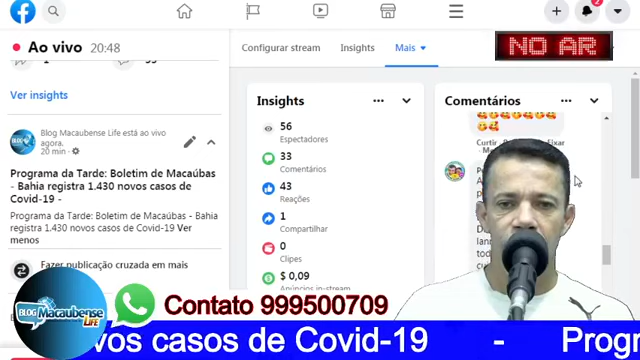 Ao vivo 20:48
Configurar stream Insights Mais
NO AR
2
Ver insights
Blog Macaubense Life está ao vivo
agora.
20 min
Programa da Tarde: Boletim de Macaúbas
- Bahia registra 1.430 novos casos de
Covid-19 -
Programa da Tarde: Boletim de Macaúbas - Bahia
registra 1.430 novos casos de Covid-19 Ver
menos
Fazer publicação cruzada em mais
Insights
56
Espectadores
33
Comentários
43
Reações
1
Compartilhar
0
Clipes
$ 0,09
Anúncios in-stream
Comentários
Curtir
BLOG
Macaubense
LIFE
Contato 999500709
vos casos de Covid-19 - Progr